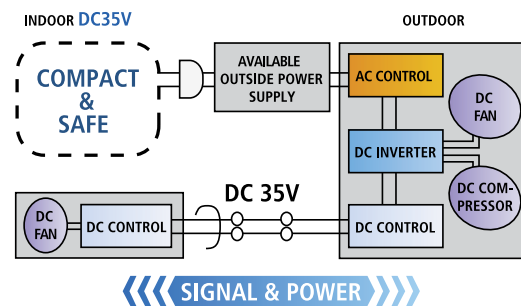 INDOOR DC35V
OUTDOOR
COMPACT
&
SAFE
AVAILABLE
OUTSIDE POWER
SUPPLY
AC CONTROL
DC
FAN
DC INVERTER
DC COM-
PRESSOR
DC 35V
DC
FAN
DC CONTROL
DC CONTROL
SIGNAL & POWER